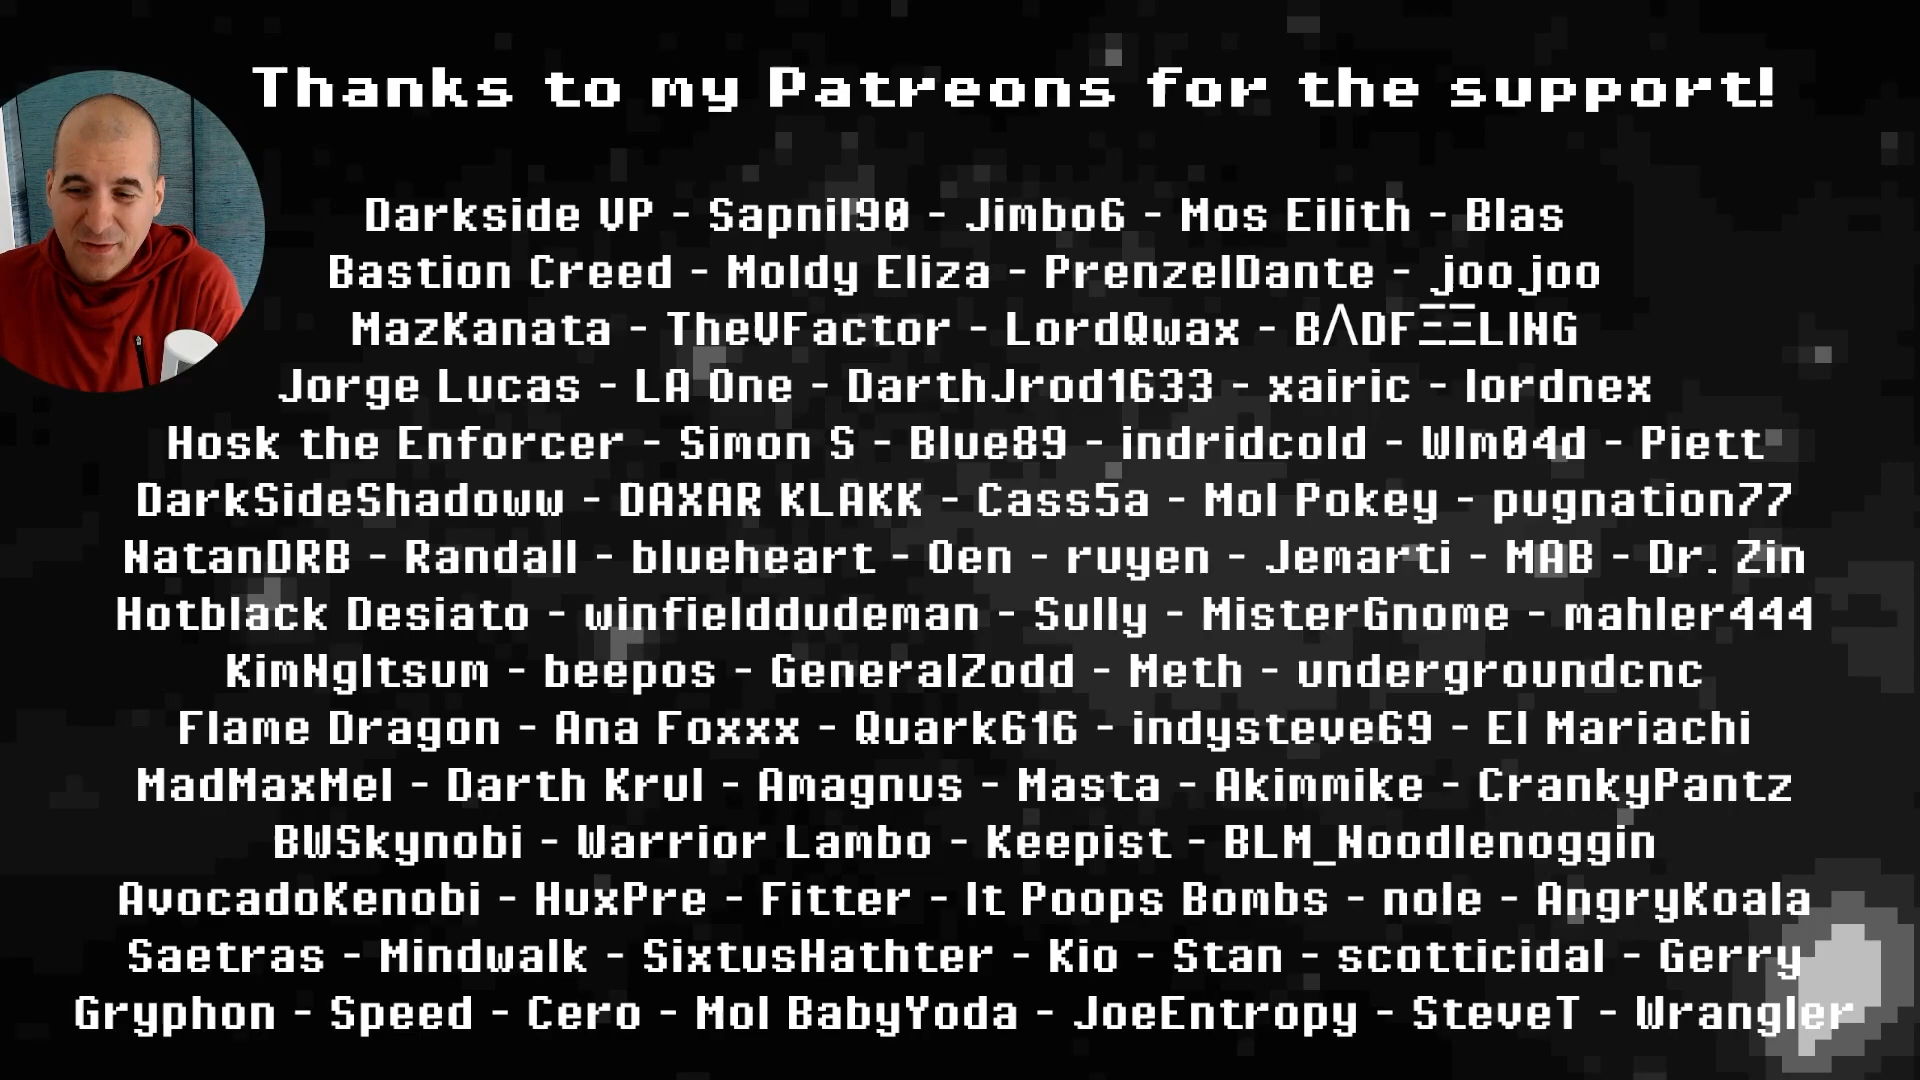 Thanks to my Patreons for the support!
Darkside VP - Sapnil90 - Jimbo6 - Mos Eilith - Blas
Bastion Creed - Moldy Eliza - PrenzelDante - joojoo
MazKanata - TheVFactor - LordQwax - BΛDFΞΞLING
Jorge Lucas - LA One - DarthJrod1633 - xairic - lordnex
Hosk the Enforcer - Simon S - Blue89 - indridcold - Wlm04d - Piett
DarkSideShadoww - DAXAR KLAKK - Cass5a - Mol Pokey - pugnation77
NatanDRB - Randall - blueheart - Oen - ruyen - Jemarti - MAB - Dr. Zin
Hotblack Desiato - winfielddudeman - Sully - MisterGnome - mahler444
KimNgItsum - beepos - GeneralZodd - Meth - undergroundcnc
Flame Dragon - Ana Foxxx - Quark616 - indysteve69 - El Mariachi
MadMaxMel - Darth Krul - Amagnus - Masta - Akimmike - CrankyPantz
BWSkynobi - Warrior Lambo - Keepist - BLM_Noodlenoggin
AvocadoKenobi - HuxPre - Fitter - It Poops Bombs - nole - AngryKoala
Saetras - Mindwalk - SixtusHathter - Kio - Stan - scotticidal - Gerry
Gryphon - Speed - Cero - Mol BabyYoda - JoeEntropy - SteveT - Wrangler